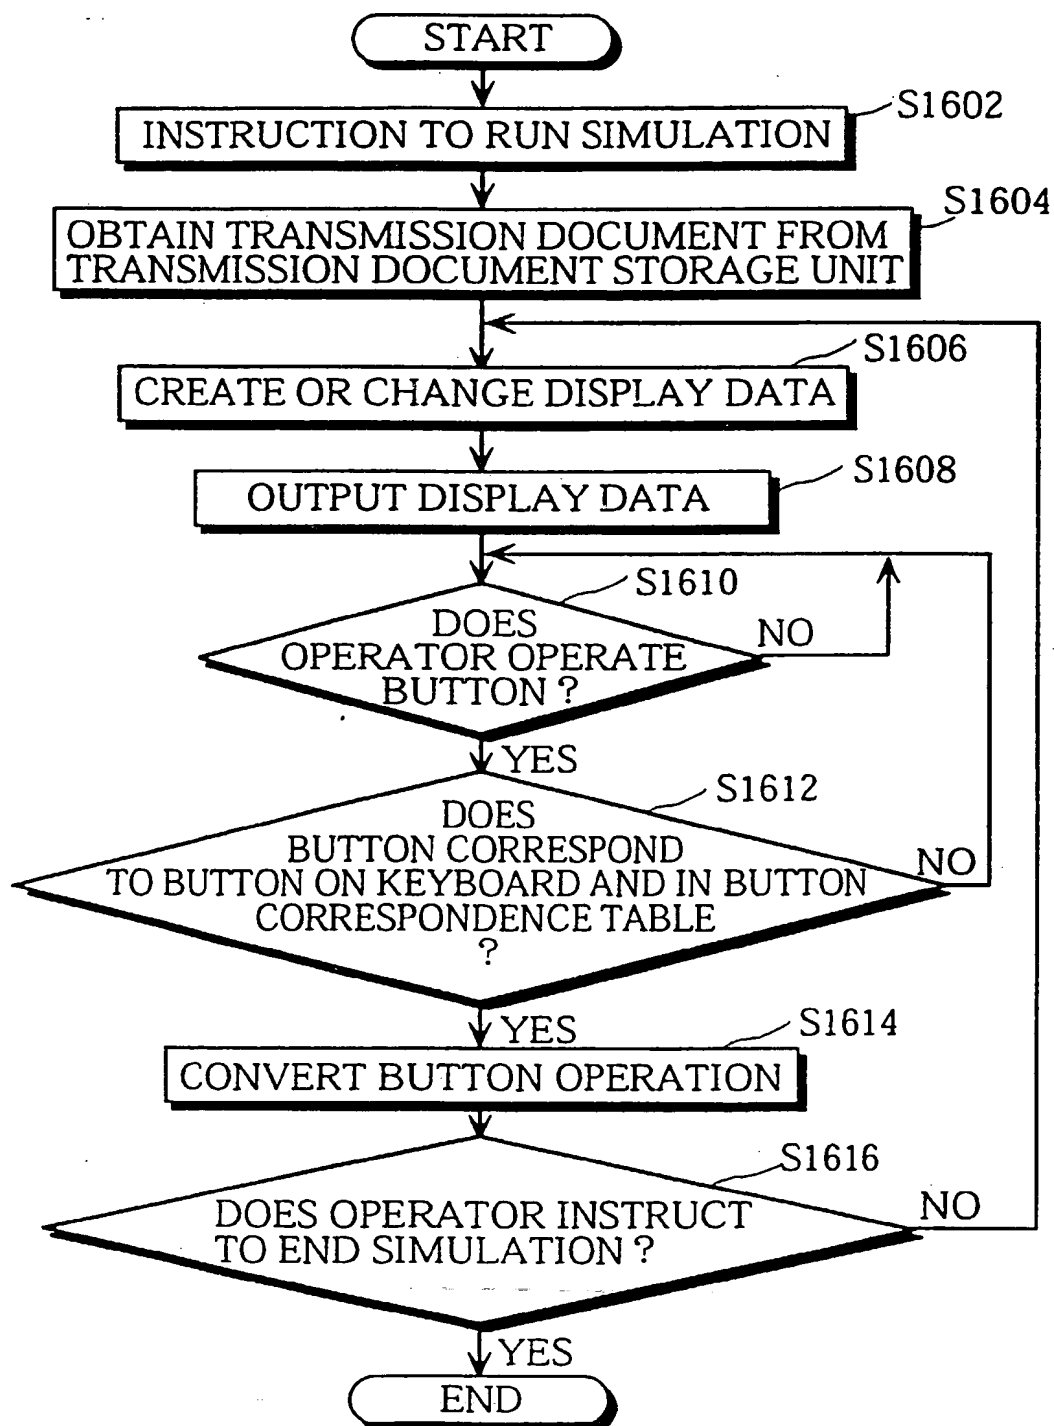 START
S1602
INSTRUCTION TO RUN SIMULATION
S1604
OBTAIN TRANSMISSION DOCUMENT FROM
TRANSMISSION DOCUMENT STORAGE UNIT
S1606
CREATE OR CHANGE DISPLAY DATA
S1608
OUTPUT DISPLAY DATA
S1610
DOES
OPERATOR OPERATE
BUTTON ?
NO
YES
S1612
DOES
BUTTON CORRESPOND
TO BUTTON ON KEYBOARD AND IN BUTTON
CORRESPONDENCE TABLE
?
NO
YES
S1614
CONVERT BUTTON OPERATION
S1616
DOES OPERATOR INSTRUCT
TO END SIMULATION ?
NO
YES
END